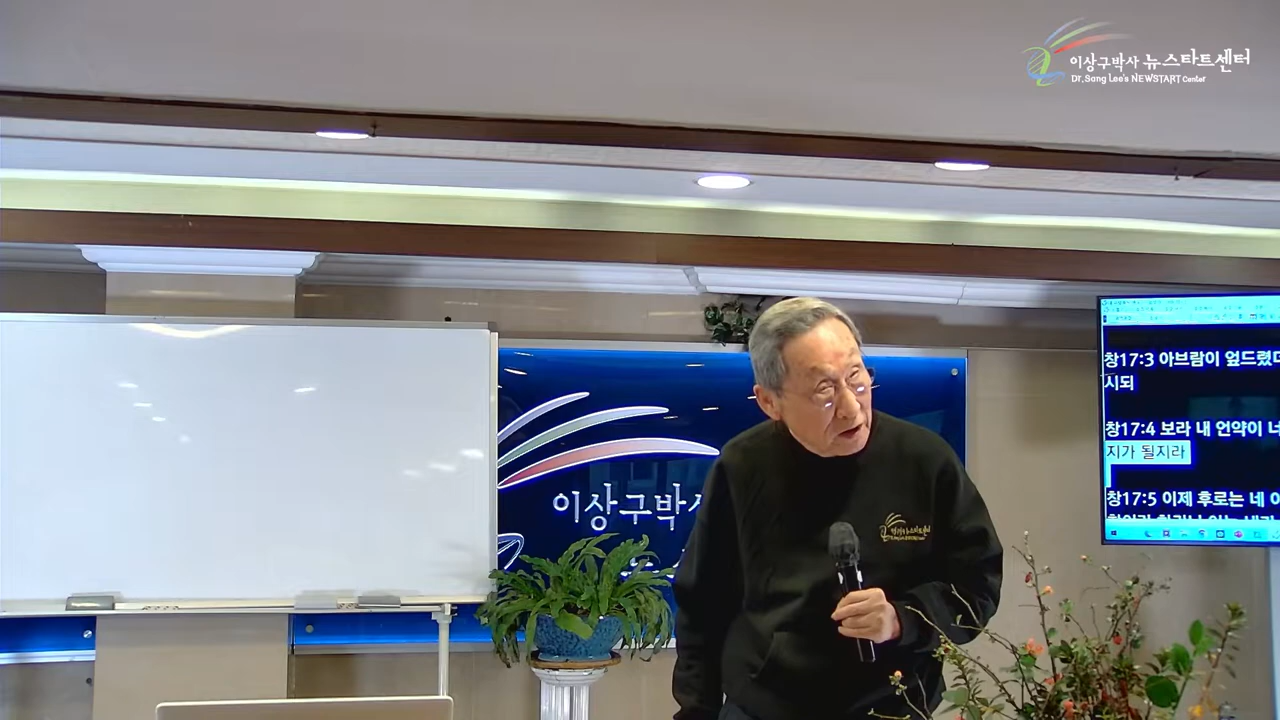 이상구박사 뉴스타트센터
Dr. Sang Lee's NEWSTART Center
이상구박사
창17:3 아브람이 엎드렸
시되
창17:4 보라 내 언약이 너
지가 될지라
창17:5 이제 후로는 네